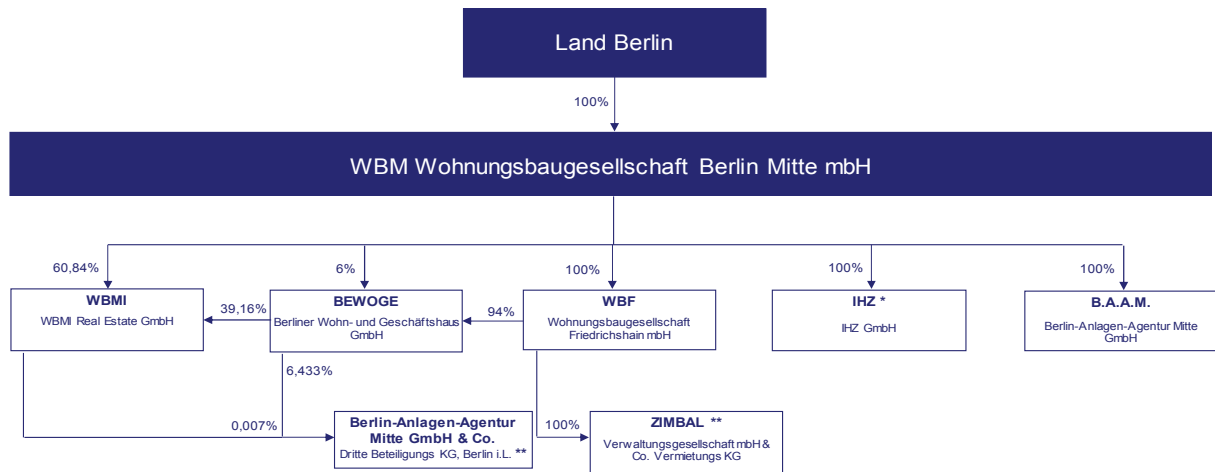 Land Berlin
100%
WBM Wohnungsbaugesellschaft Berlin Mitte mbH
60,84%
6%
100%
100%
100%
WBMI
WBMI Real Estate GmbH
39,16%
BEWOGE
Berliner Wohn- und Geschäftshaus
GmbH
94%
WBF
Wohnungsbaugesellschaft
Friedrichshain mbH
IHZ *
IHZ GmbH
B.A.A.M.
Berlin-Anlagen-Agentur Mitte
GmbH
6,433%
0,007%
Berlin-Anlagen-Agentur
Mitte GmbH & Co.
Dritte Beteiligungs KG, Berlin i.L. **
100%
ZIMBAL **
Verwaltungsgesellschaft mbH &
Co. Vermietungs KG